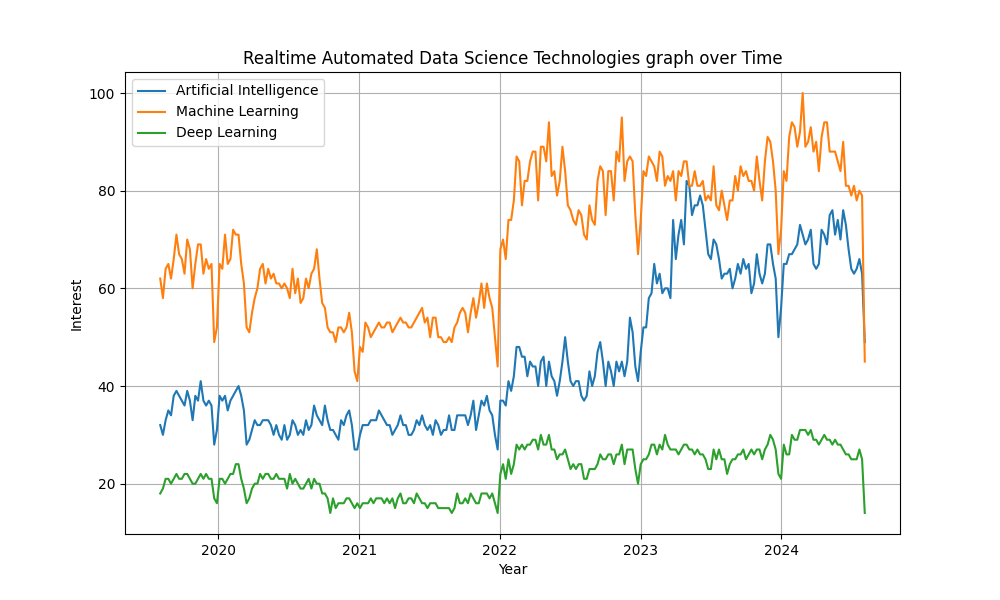 Realtime Automated Data Science Technologies graph over Time
Artificial Intelligence
Machine Learning
Deep Learning
100
80
60
40
20
Interest
2020 2021 2022 2023 2024
Year